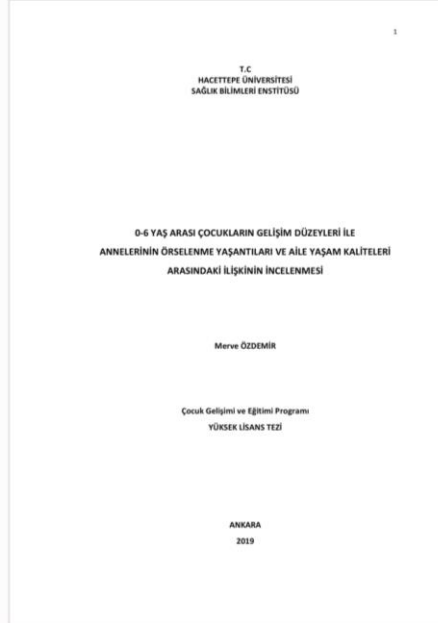 1
T.C
HACETTEPE ÜNİVERSİTESİ
SAĞLIK BİLİMLERİ ENSTİTÜSÜ
0-6 YAŞ ARASI ÇOCUKLARIN GELİŞİM DÜZEYLERİ İLE
ANNELERİNİN ÖRSELENME YAŞANTILARI VE AİLE YAŞAM KALİTELERİ
ARASINDAKİ İLİŞKİNİN İNCELENMESİ
Merve ÖZDEMİR
Çocuk Gelişimi ve Eğitimi Programı
YÜKSEK LİSANS TEZİ
ANKARA
2019